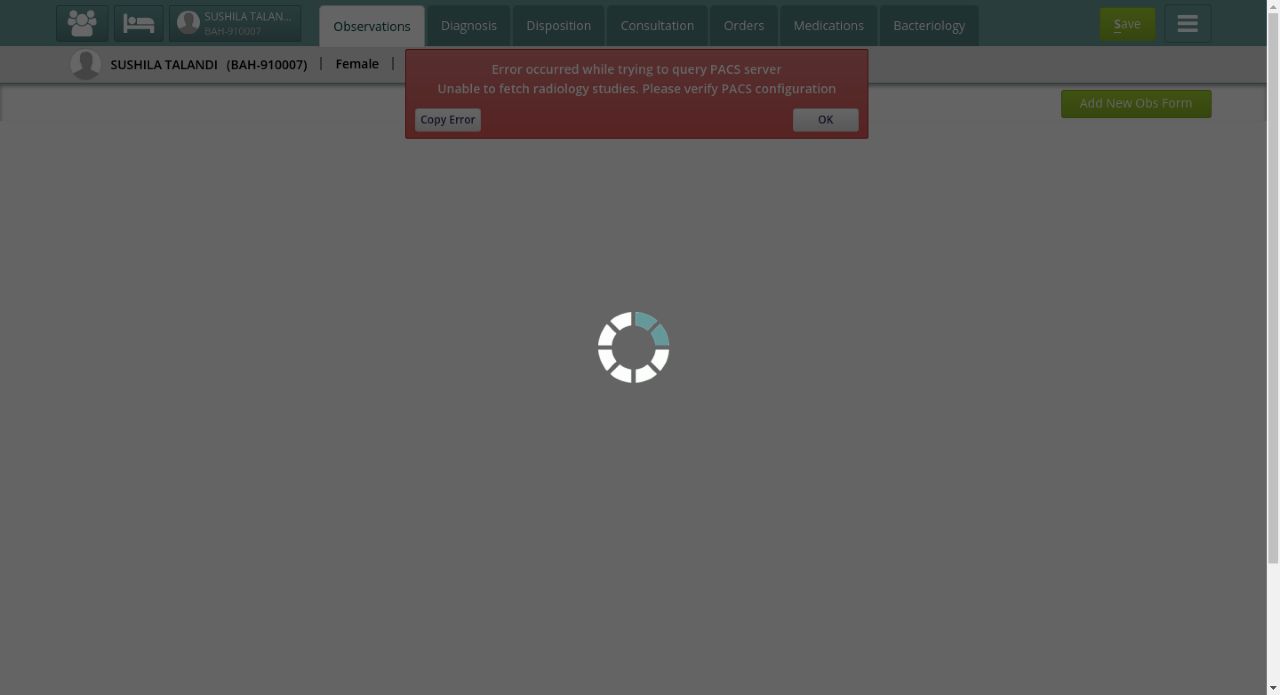 SUSHILA TALAN...
BAH-910007
Observations
Diagnosis
Disposition
Consultation
Orders
Medications
Bacteriology
Save
SUSHILA TALANDI (BAH-910007) | Female |
Error occurred while trying to query PACS server
Unable to fetch radiology studies. Please verify PACS configuration
Copy Error
OK
Add New Obs Form